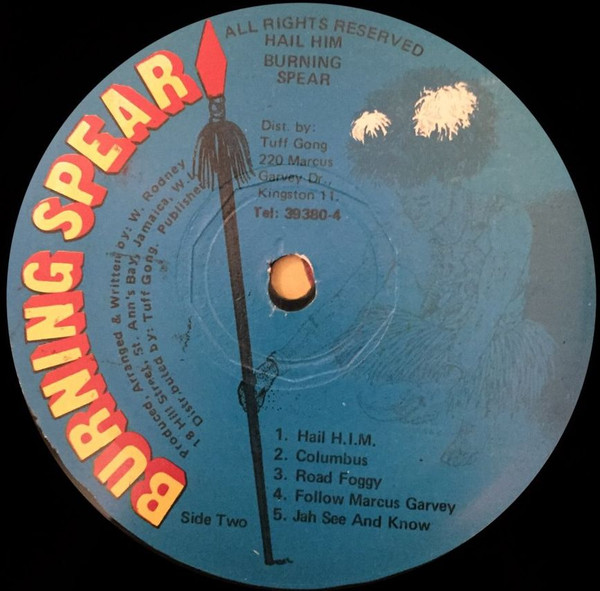 ALL RIGHTS RESERVED
HAIL HIM
BURNING
SPEAR
BURNING SPEAR
Dist. by:
Tuff Gong
220 Marcus
Garvey Dr.,
Kingston 11.
Tel: 39380-4
Produced, Arranged & Written by: W. Rodney
18 Hill Street, St. Ann's Bay, Jamaica, W.I.
Distributed by: Tuff Gong. Published
1. Hail H.I.M.
2. Columbus
3. Road Foggy
4. Follow Marcus Garvey
5. Jah See And Know
Side Two